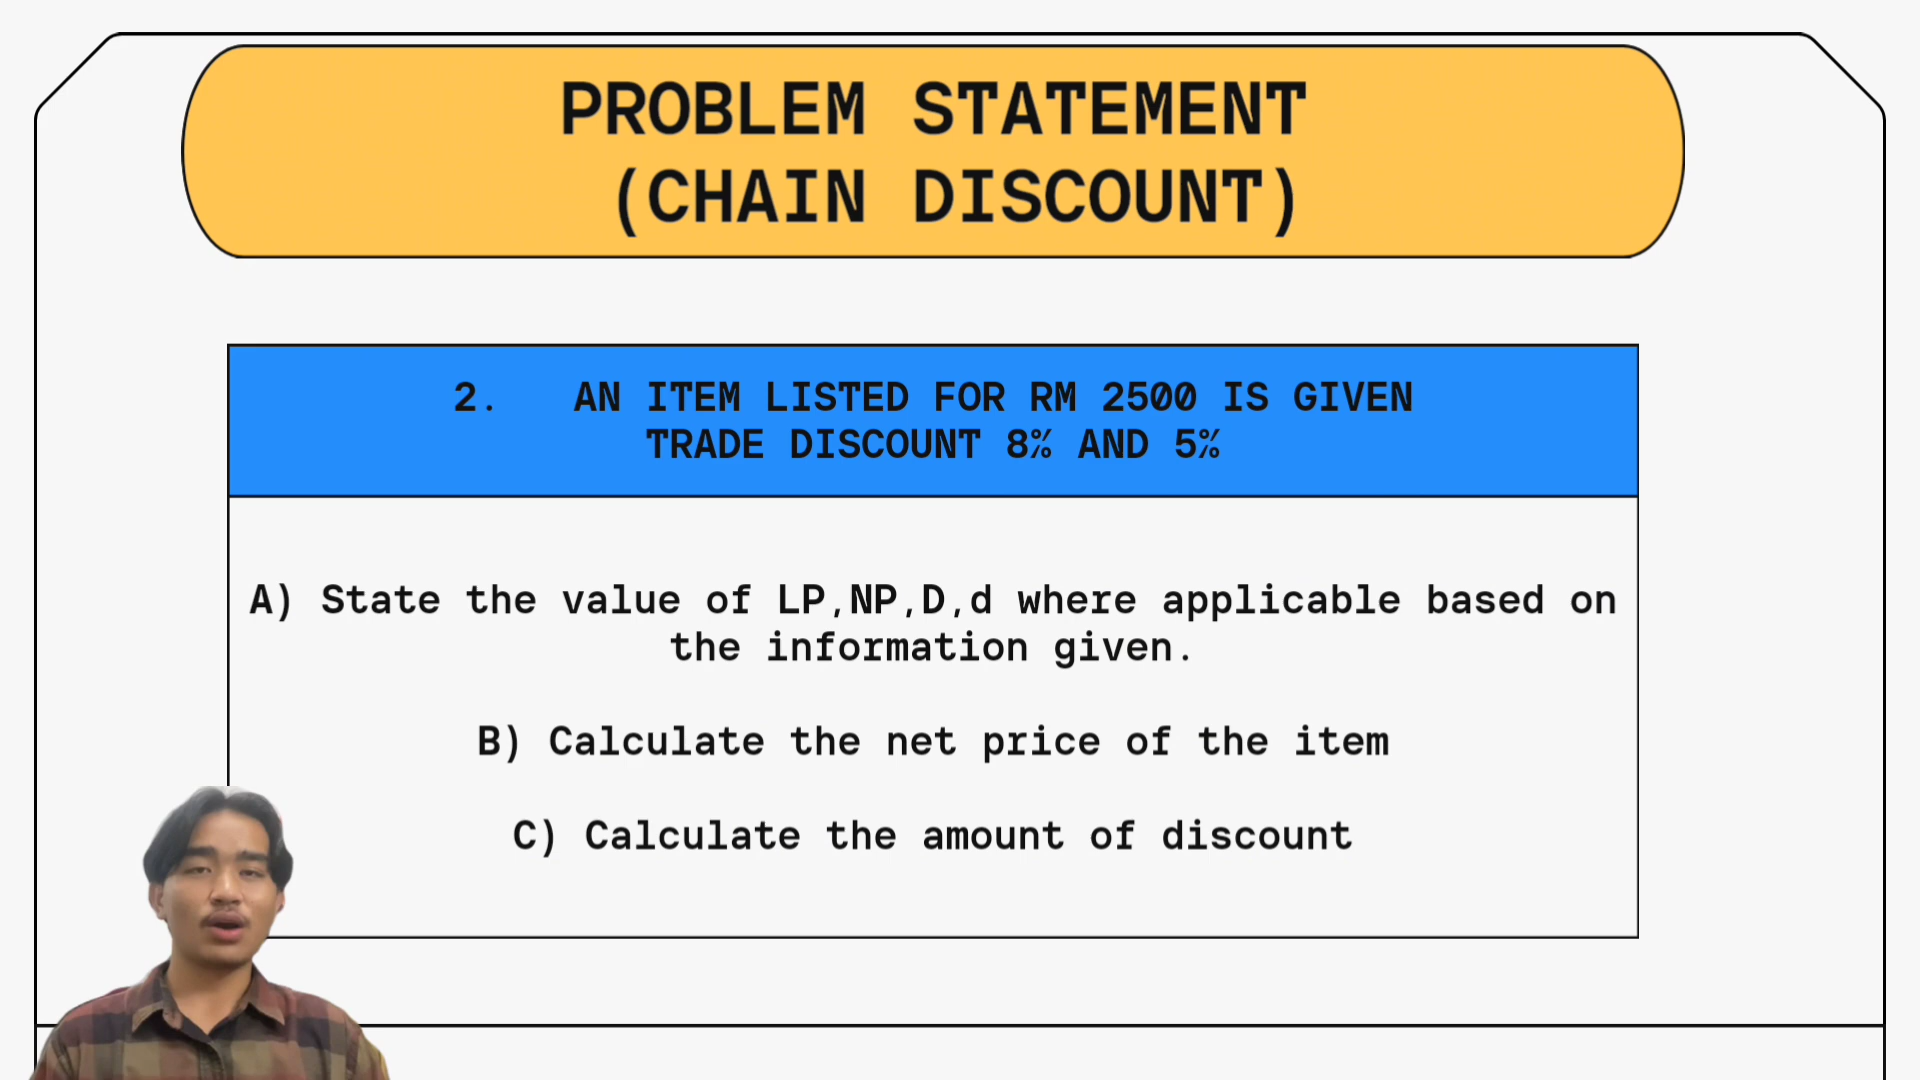 PROBLEM STATEMENT
(CHAIN DISCOUNT)
2. AN ITEM LISTED FOR RM 2500 IS GIVEN
TRADE DISCOUNT 8% AND 5%
A) State the value of LP,NP,D,d where applicable based on
the information given.
B) Calculate the net price of the item
C) Calculate the amount of discount